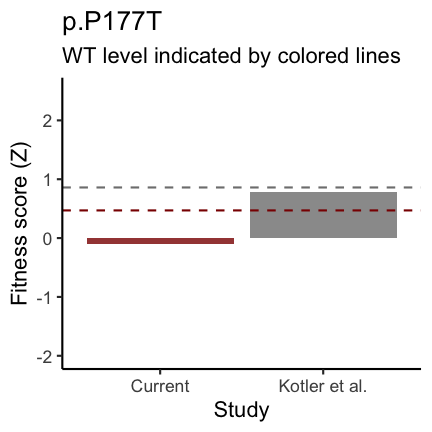 p.P177T
WT level indicated by colored lines
Fitness score (Z)
2
1
0
-1
-2
Current
Kotler et al.
Study